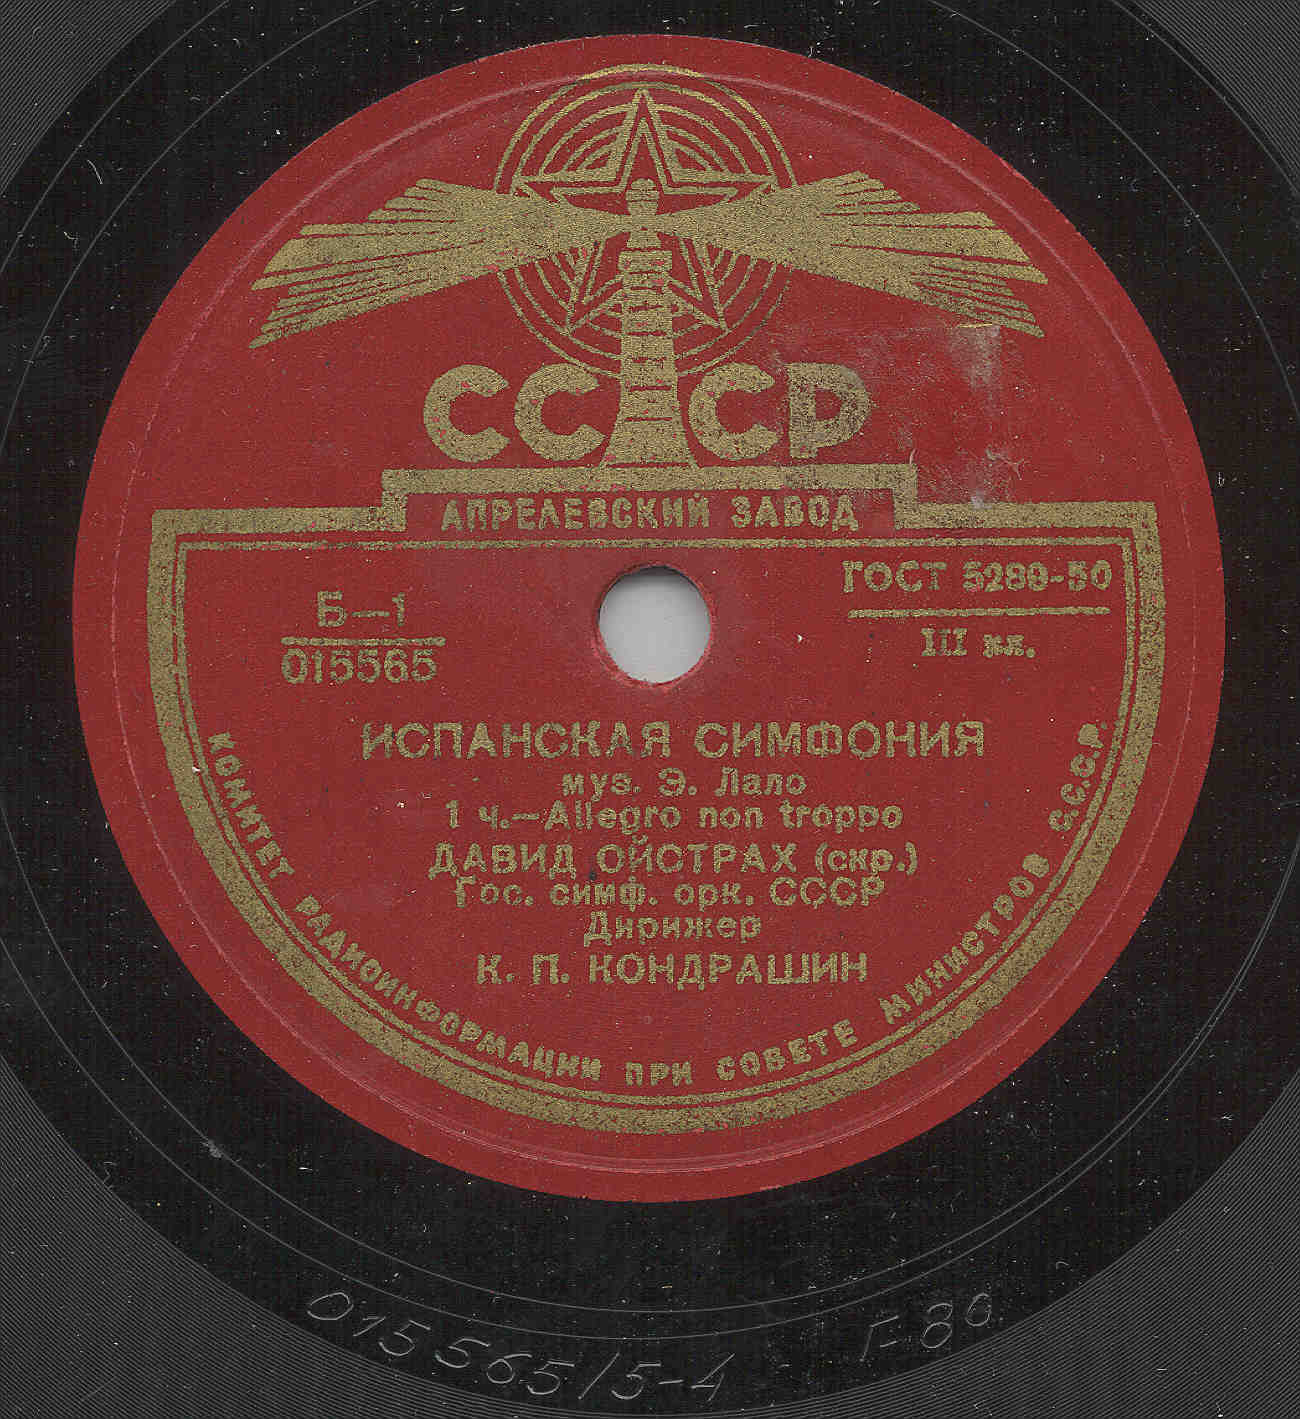 СССР
АПРЕЛЕВСКИЙ ЗАВОД
ГОСТ 5289-50
Б—1
015565
III кл.
ИСПАНСКАЯ СИМФОНИЯ
муз. Э. Лало
1 ч.—Allegro non troppo
ДАВИД ОЙСТРАХ (скр.)
Гос. симф. орк. СССР
Дирижер
К. П. КОНДРАШИН
КОМИТЕТ РАДИОИНФОРМАЦИИ ПРИ СОВЕТЕ МИНИСТРОВ С.С.С.Р.
015565/5-4 Г-80